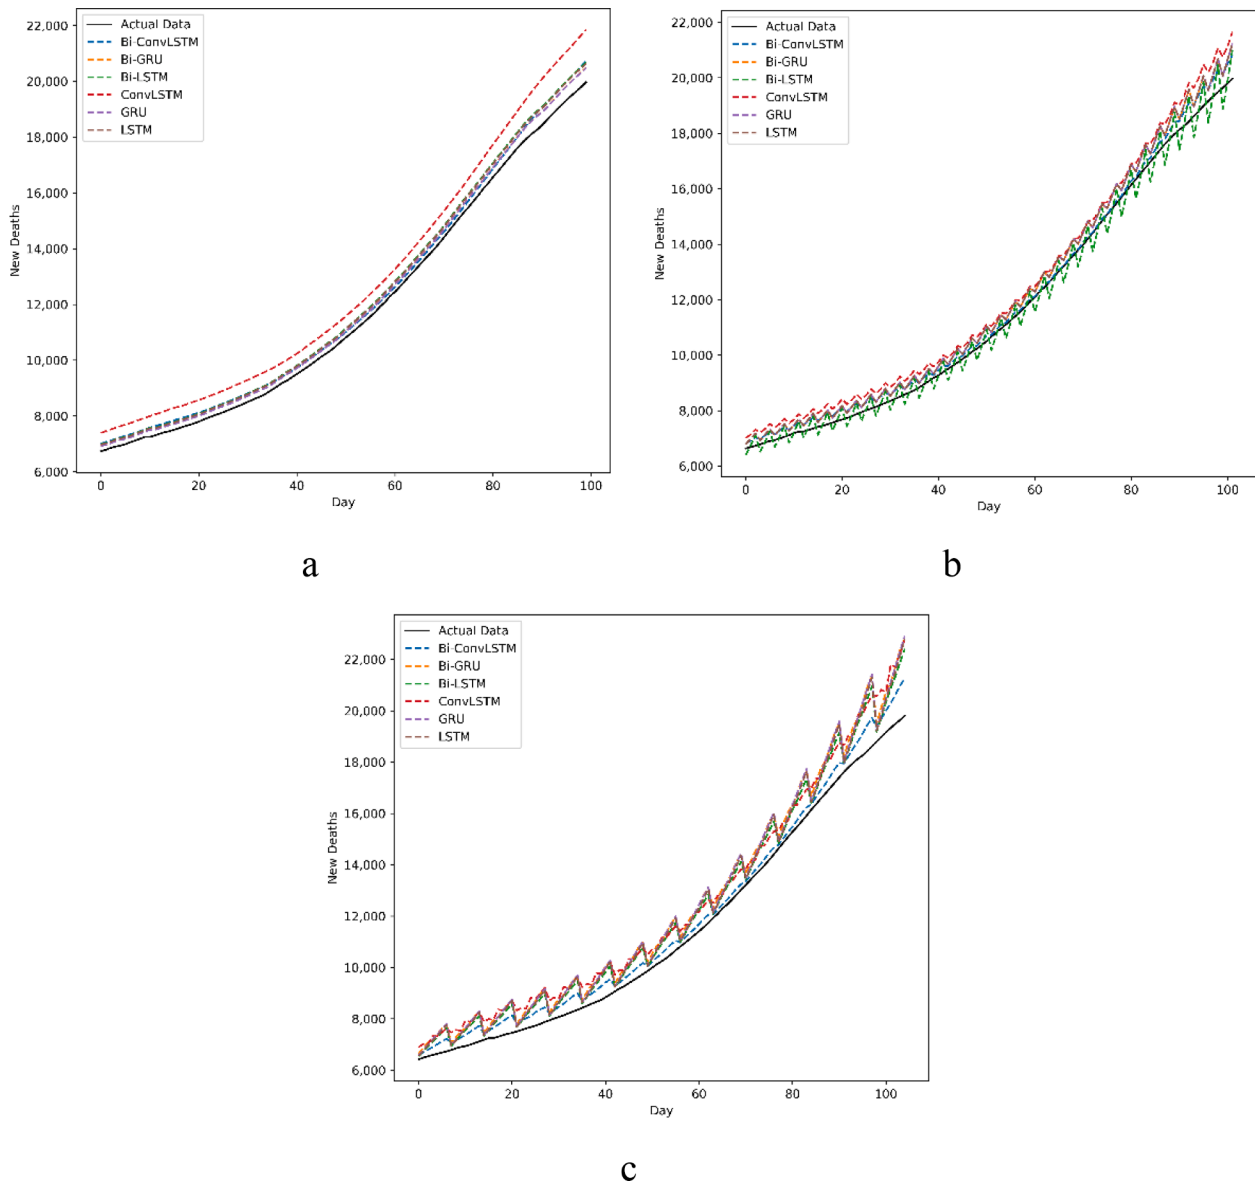 22,000
20,000
18,000
16,000
14,000
12,000
10,000
8,000
6,000
New Deaths
Actual Data
Bi-ConvLSTM
Bi-GRU
Bi-LSTM
ConvLSTM
GRU
LSTM
0 20 40 60 80 100
Day
a
22,000
20,000
18,000
16,000
14,000
12,000
10,000
8,000
6,000
New Deaths
Actual Data
Bi-ConvLSTM
Bi-GRU
Bi-LSTM
ConvLSTM
GRU
LSTM
0 20 40 60 80 100
Day
b
22,000
20,000
18,000
16,000
14,000
12,000
10,000
8,000
6,000
New Deaths
Actual Data
Bi-ConvLSTM
Bi-GRU
Bi-LSTM
ConvLSTM
GRU
LSTM
0 20 40 60 80 100
Day
c